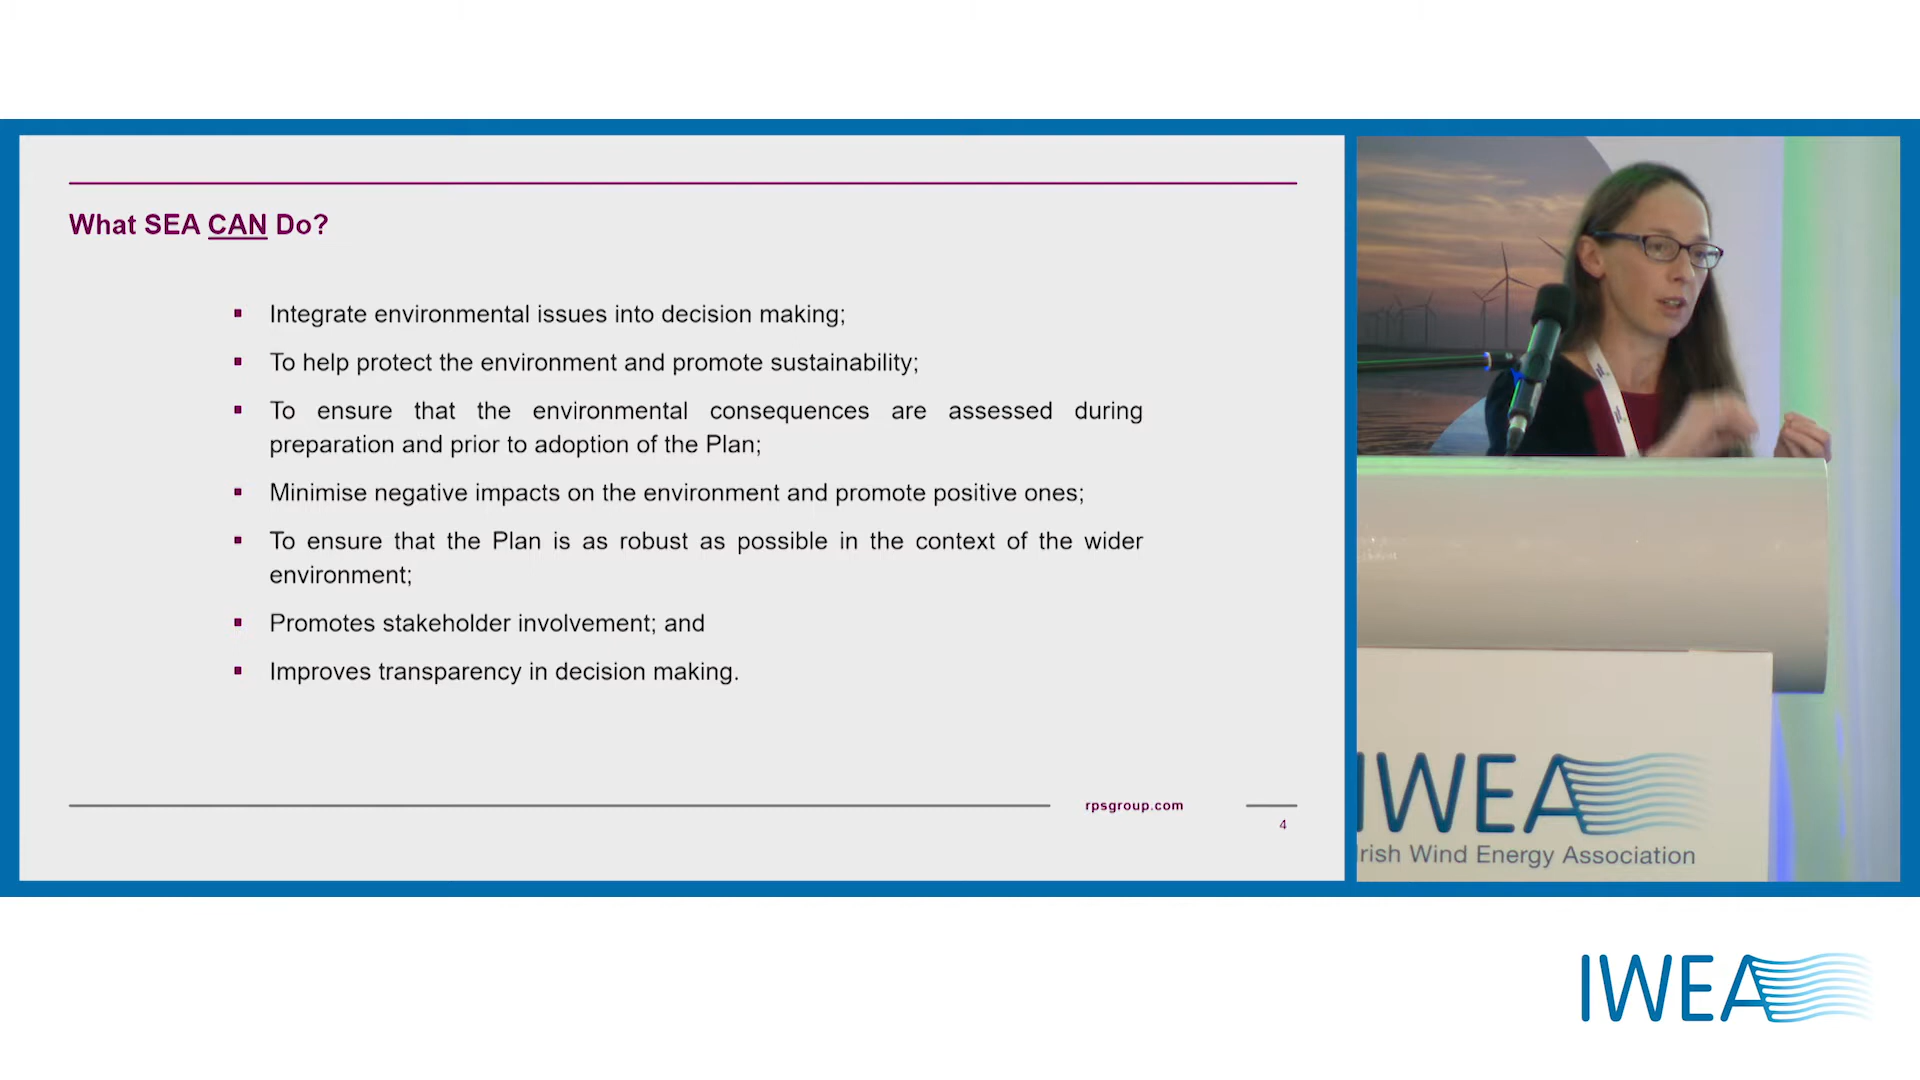 What SEA CAN Do?
▪ Integrate environmental issues into decision making;
▪ To help protect the environment and promote sustainability;
▪ To ensure that the environmental consequences are assessed during
preparation and prior to adoption of the Plan;
▪ Minimise negative impacts on the environment and promote positive ones;
▪ To ensure that the Plan is as robust as possible in the context of the wider
environment;
▪ Promotes stakeholder involvement; and
▪ Improves transparency in decision making.
rpsgroup.com
4
IWEA
Irish Wind Energy Association
IWEA